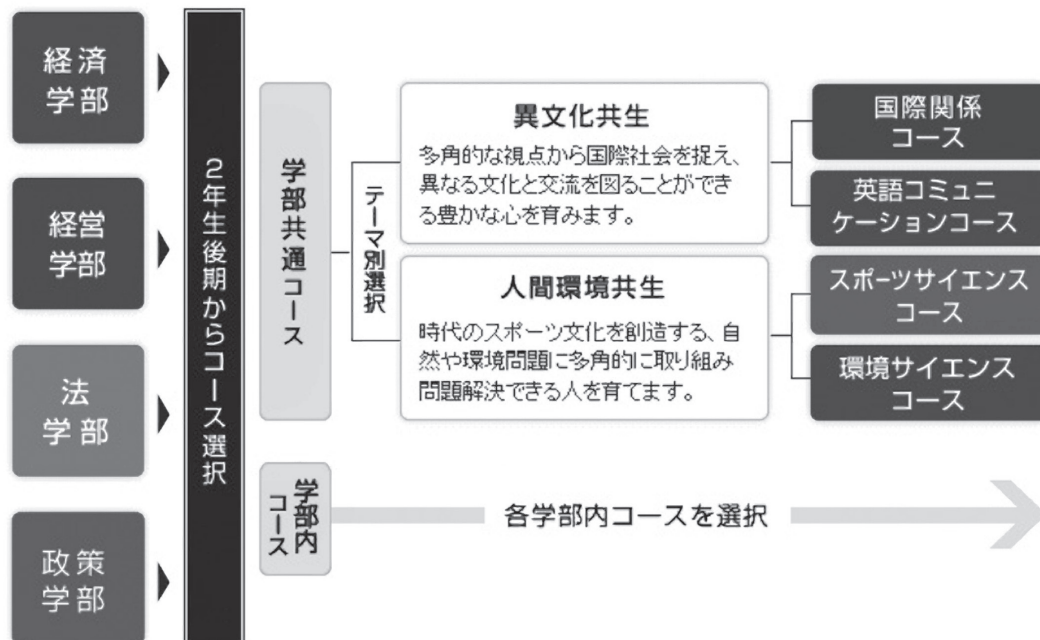 経済
学部
経営
学部
法
学部
政策
学部
2年生後期からコース選択
学部共通コース
テーマ別選択
異文化共生
多角的な視点から国際社会を捉え、
異なる文化と交流を図ることができ
る豊かな心を育みます。
人間環境共生
時代のスポーツ文化を創造する、自
然や環境問題に多角的に取り組み
問題解決できる人を育てます。
国際関係
コース
英語コミュニ
ケーションコース
スポーツサイエンス
コース
環境サイエンス
コース
学部内
コース
各学部内コースを選択